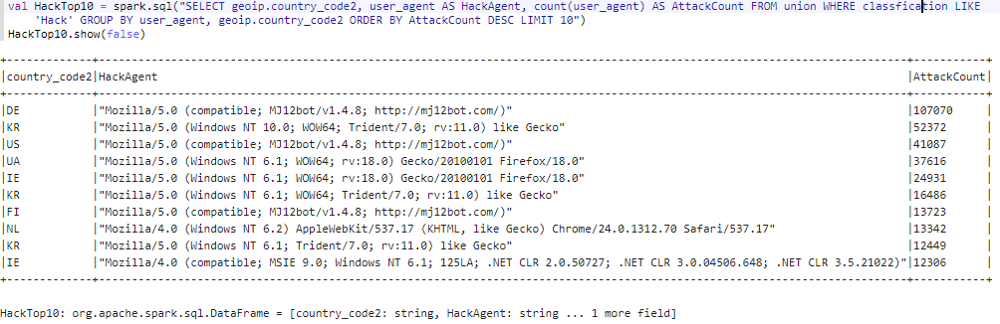 val HackTop10 = spark.sql("SELECT geoip.country_code2, user_agent AS HackAgent, count(user_agent) AS AttackCount FROM union WHERE classfication LIKE
'Hack' GROUP BY user_agent, geoip.country_code2 ORDER BY AttackCount DESC LIMIT 10")
HackTop10.show(false)
+-------------+---------------------------------------------------------------------------------------------------------------------------+-----------+
|country_code2|HackAgent |AttackCount|
+-------------+---------------------------------------------------------------------------------------------------------------------------+-----------+
|DE |"Mozilla/5.0 (compatible; MJ12bot/v1.4.8; http://mj12bot.com/)" |107070 |
|KR |"Mozilla/5.0 (Windows NT 10.0; WOW64; Trident/7.0; rv:11.0) like Gecko" |52372 |
|US |"Mozilla/5.0 (compatible; MJ12bot/v1.4.8; http://mj12bot.com/)" |41087 |
|UA |"Mozilla/5.0 (Windows NT 6.1; WOW64; rv:18.0) Gecko/20100101 Firefox/18.0" |37616 |
|IE |"Mozilla/5.0 (Windows NT 6.1; WOW64; rv:18.0) Gecko/20100101 Firefox/18.0" |24931 |
|KR |"Mozilla/5.0 (Windows NT 6.1; WOW64; Trident/7.0; rv:11.0) like Gecko" |16486 |
|FI |"Mozilla/5.0 (compatible; MJ12bot/v1.4.8; http://mj12bot.com/)" |13723 |
|NL |"Mozilla/4.0 (Windows NT 6.2) AppleWebKit/537.17 (KHTML, like Gecko) Chrome/24.0.1312.70 Safari/537.17" |13342 |
|KR |"Mozilla/5.0 (Windows NT 6.1; Trident/7.0; rv:11.0) like Gecko" |12449 |
|IE |"Mozilla/4.0 (compatible; MSIE 9.0; Windows NT 6.1; 125LA; .NET CLR 2.0.50727; .NET CLR 3.0.04506.648; .NET CLR 3.5.21022)"|12306 |
+-------------+---------------------------------------------------------------------------------------------------------------------------+-----------+
HackTop10: org.apache.spark.sql.DataFrame = [country_code2: string, HackAgent: string ... 1 more field]